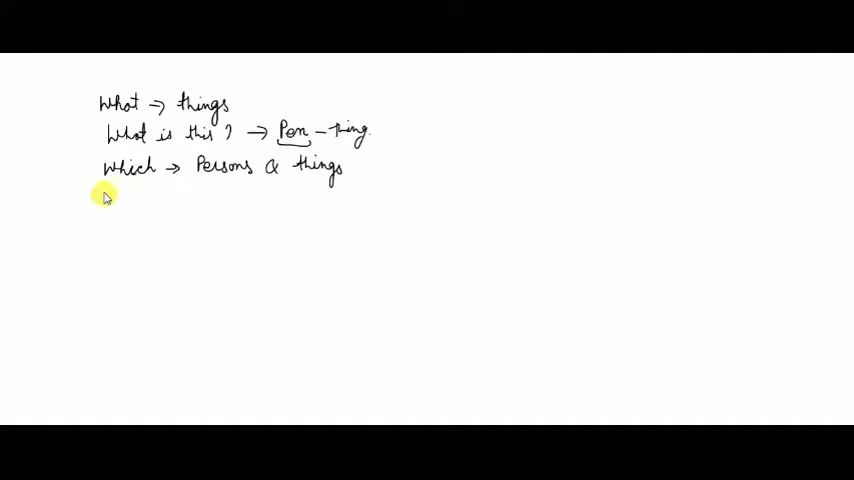 What → things
What is this? → Pen - thing.
Which → Persons & things